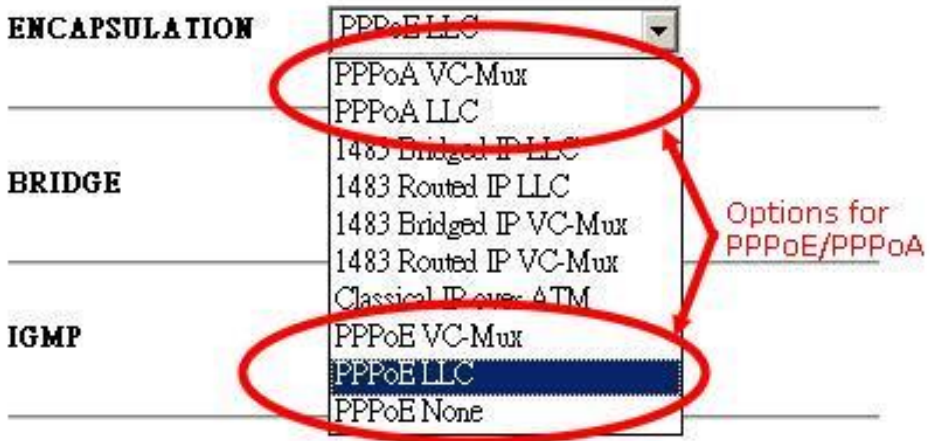 ENCAPSULATION
PPPoE LLC
PPPoA VC-Mux
PPPoA LLC
1483 Bridged IP LLC
BRIDGE
1483 Routed IP LLC
1483 Bridged IP VC-Mux
Options for
PPPoE/PPPoA
1483 Routed IP VC-Mux
Classical IP over ATM
IGMP
PPPoE VC-Mux
PPPoE LLC
PPPoE None